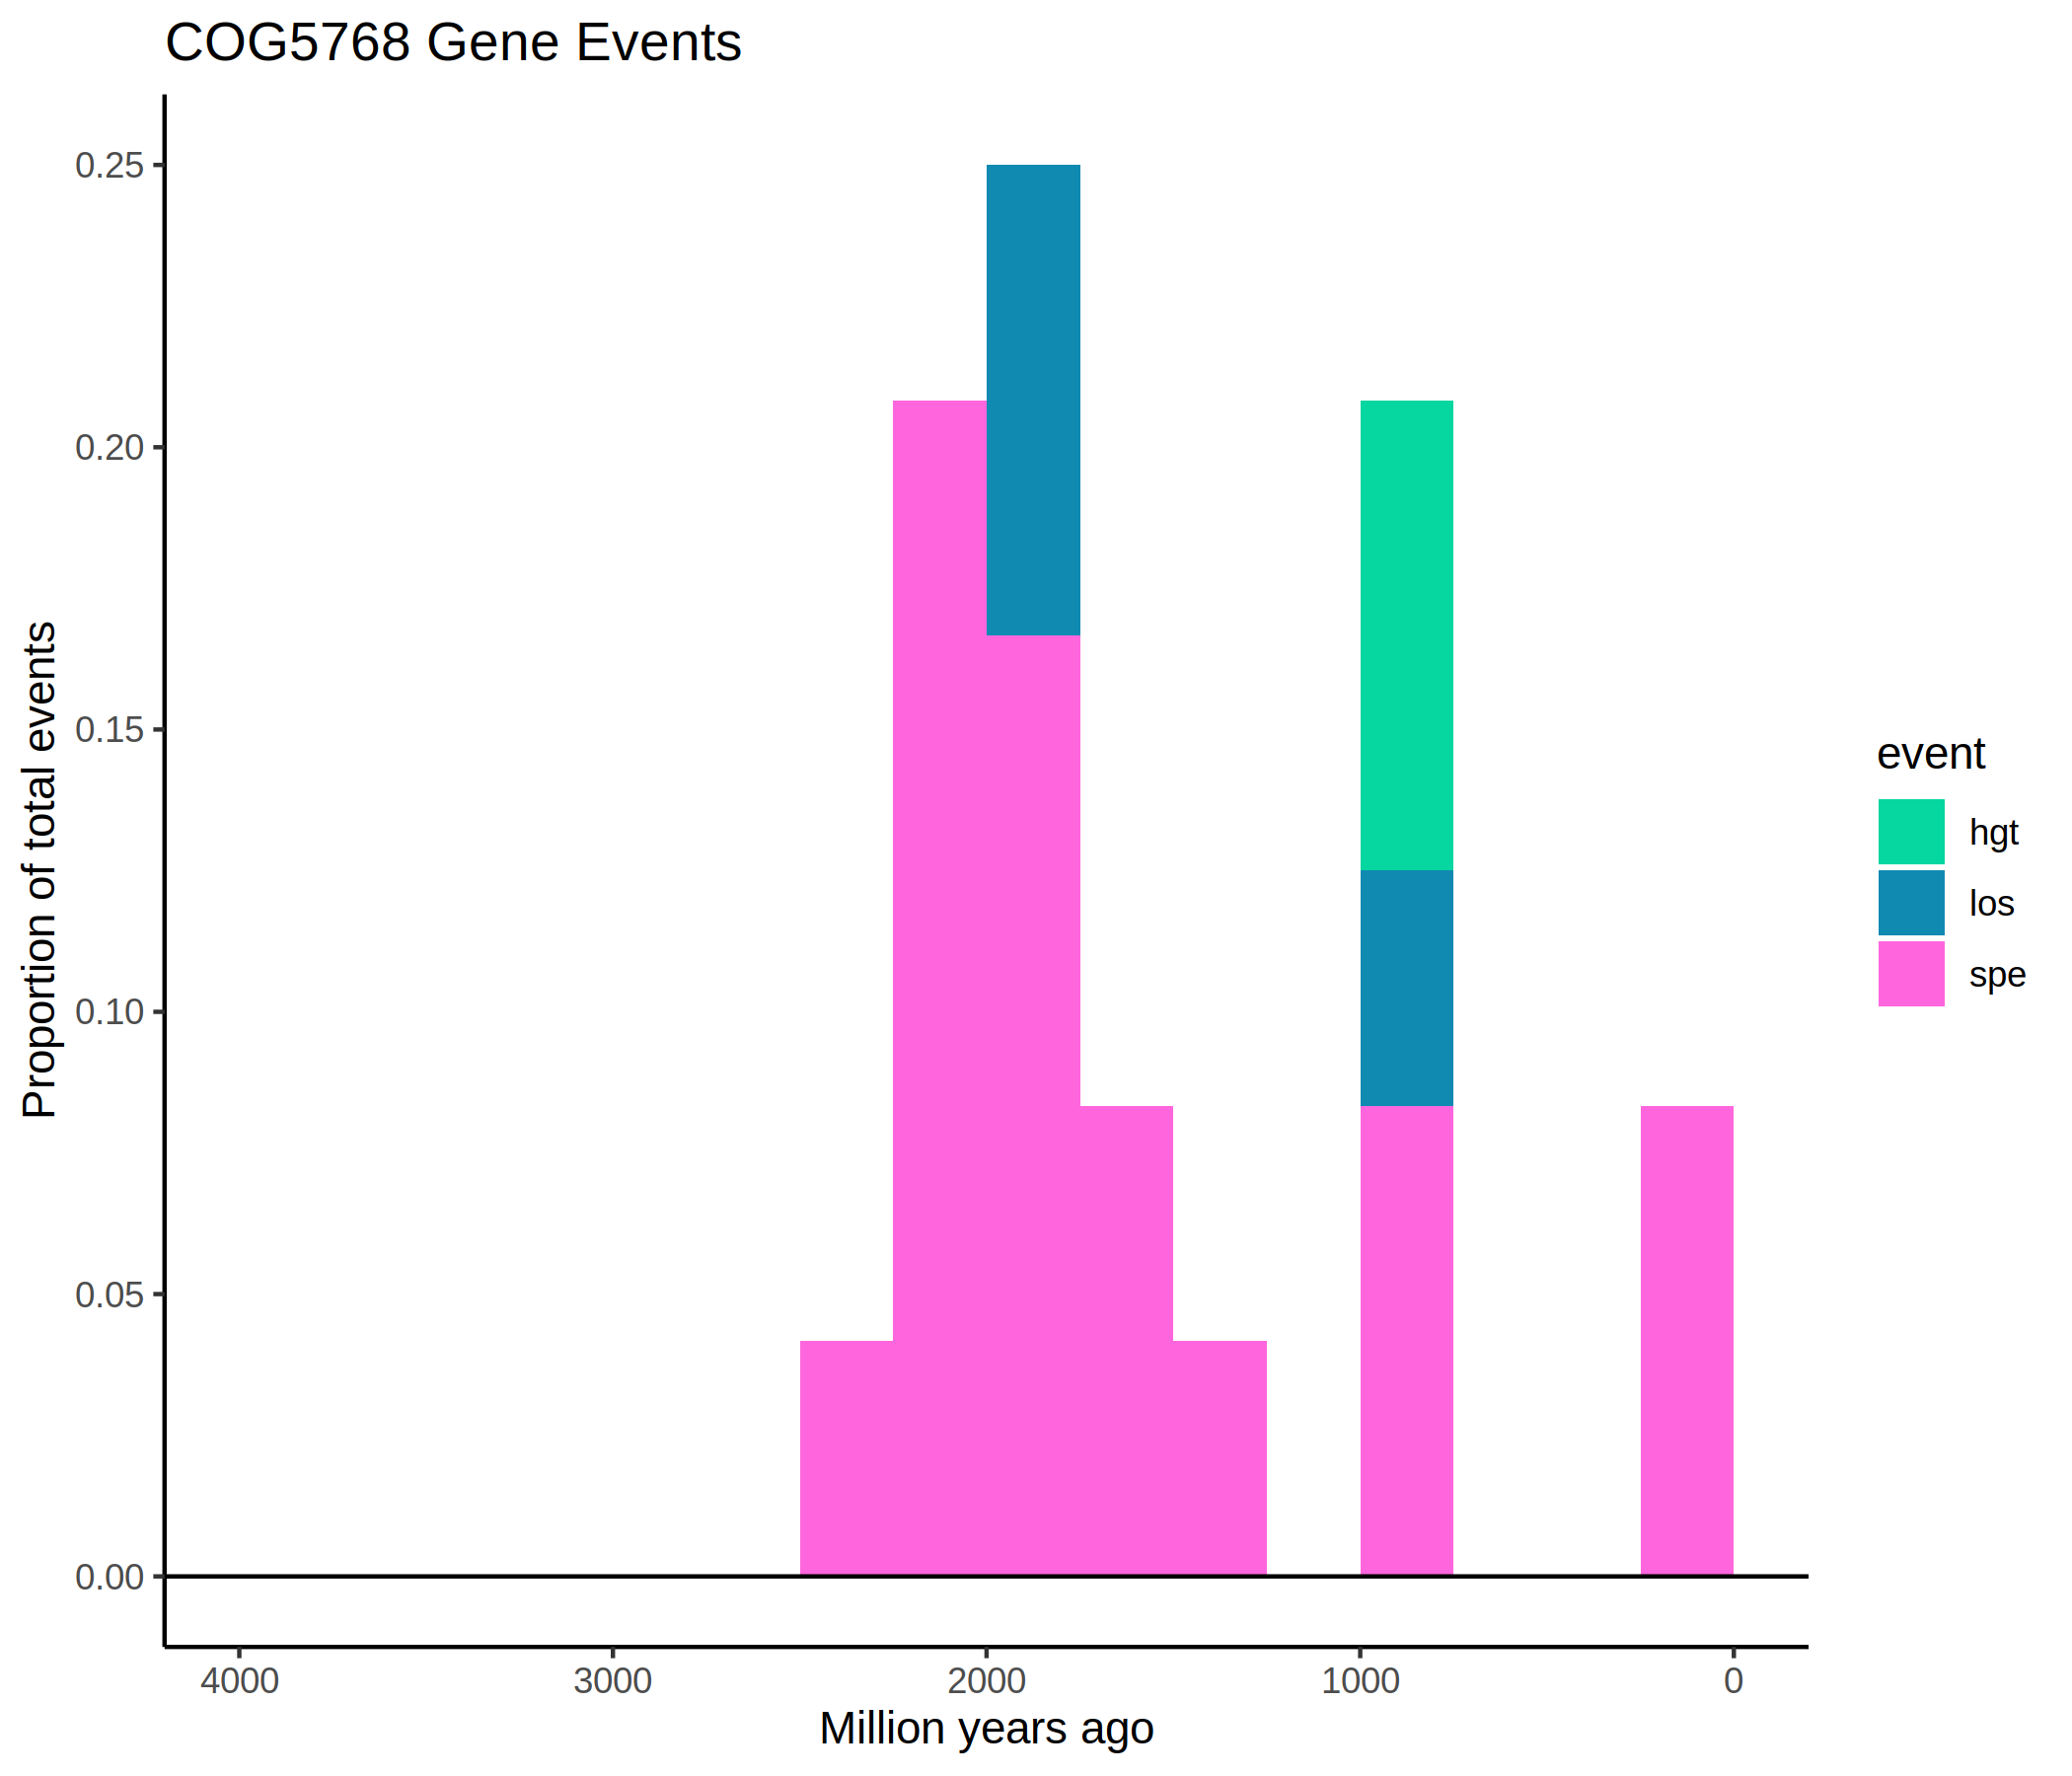 COG5768 Gene Events
Proportion of total events
0.25
0.20
0.15
0.10
0.05
0.00
4000 3000 2000 1000 0
Million years ago
event
hgt
los
spe